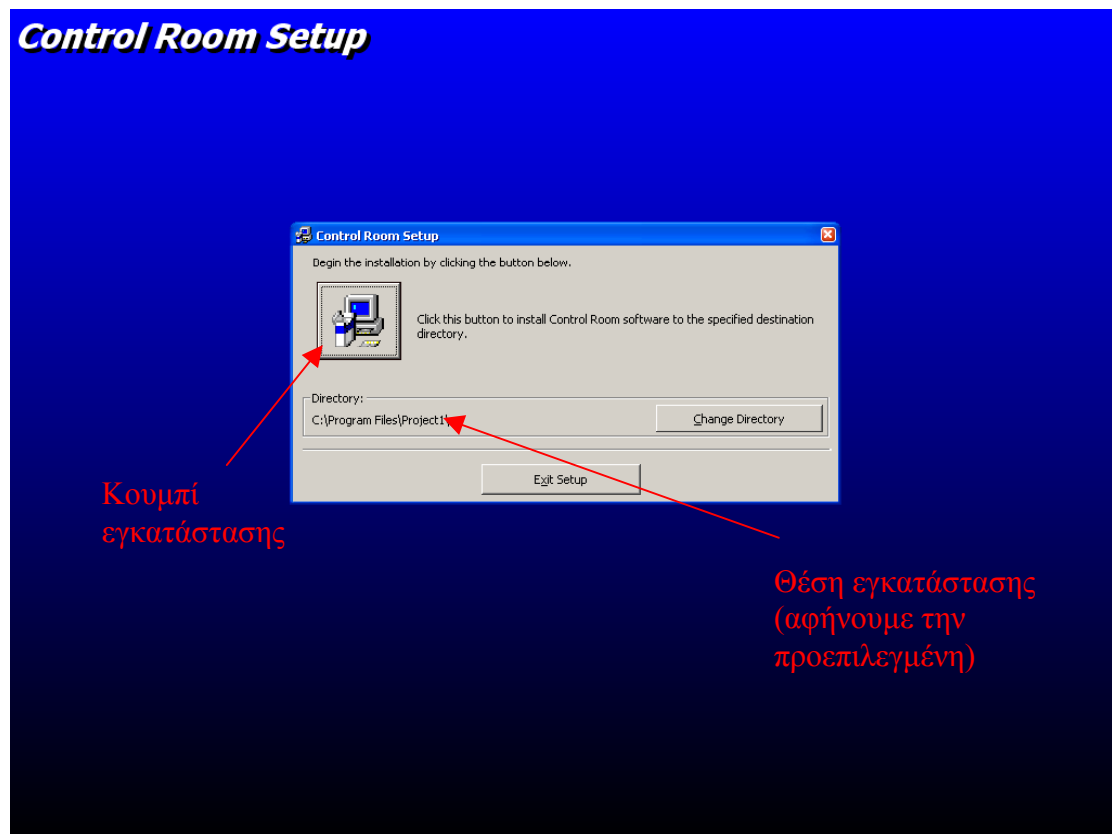 Control Room Setup
Control Room Setup
Begin the installation by clicking the button below.
Click this button to install Control Room software to the specified destination
directory.
Directory:
C:\Program Files\Project1\
Change Directory
Exit Setup
Κουμπί
εγκατάστασης
Θέση εγκατάστασης
(αφήνουμε την
προεπιλεγμένη)